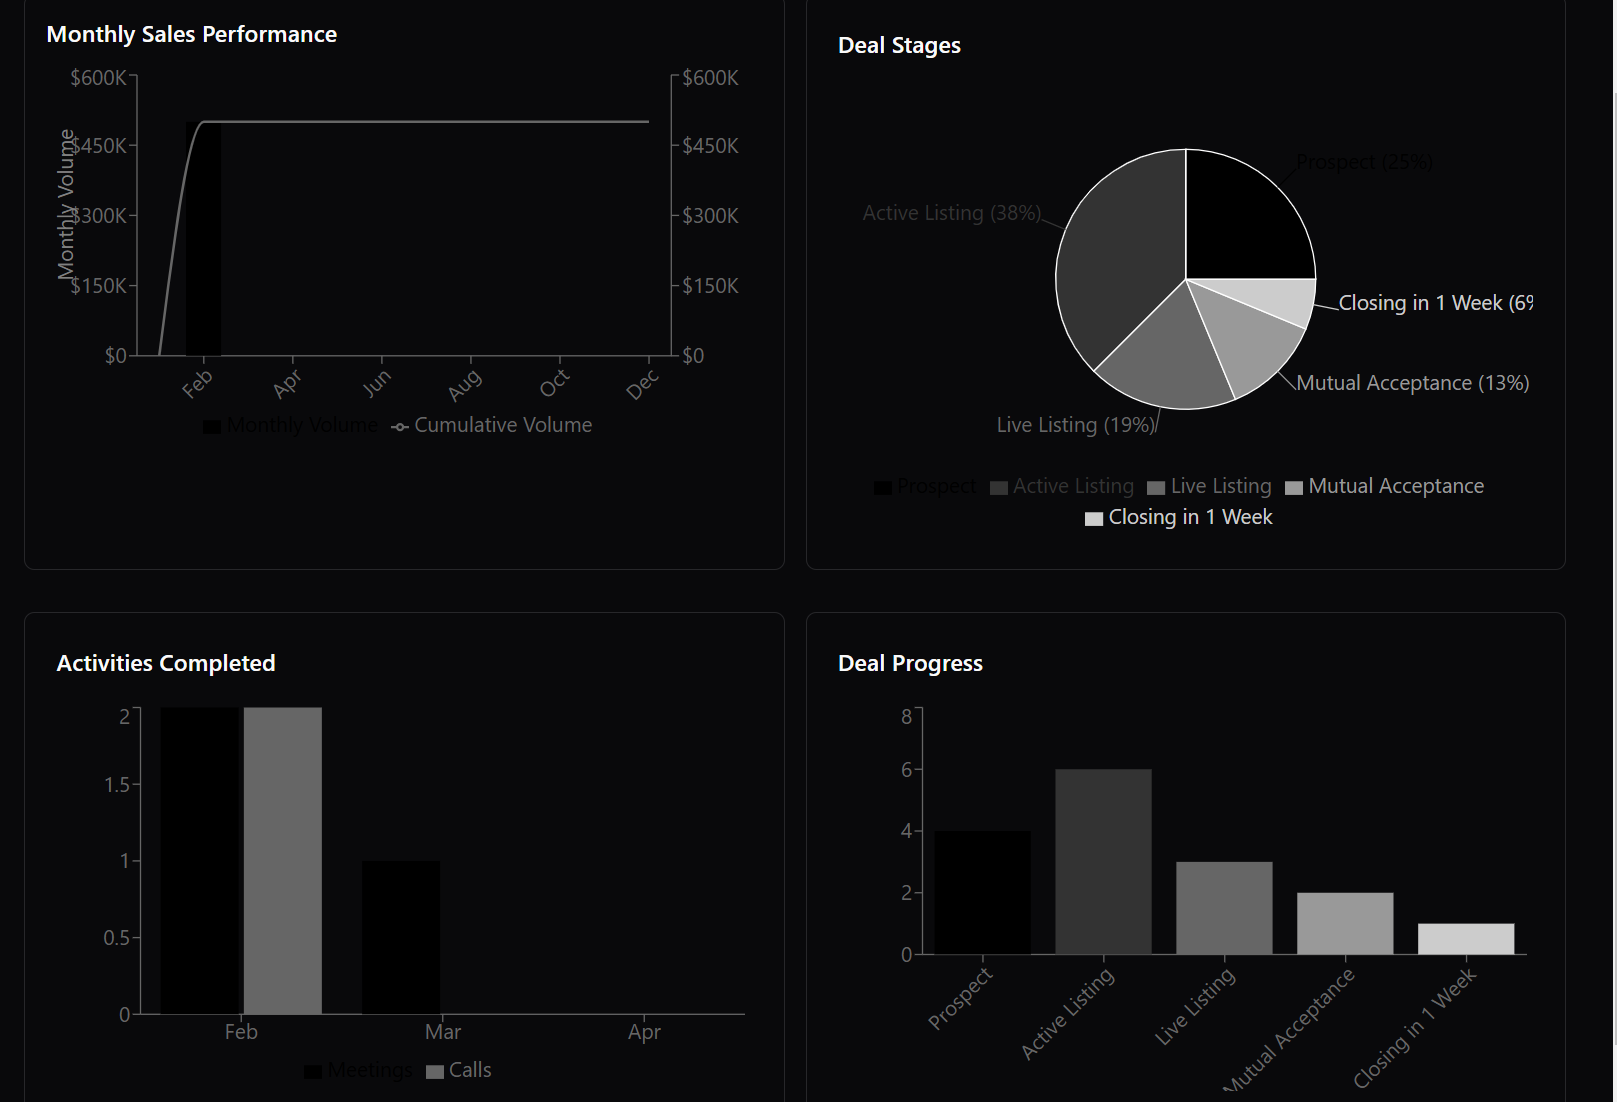 Monthly Sales Performance
$600K
$450K
$300K
$150K
$0
Monthly Volume
$600K
$450K
$300K
$150K
$0
Feb
Apr
Jun
Aug
Oct
Dec
Monthly Volume
Cumulative Volume
Deal Stages
Prospect (25%)
Active Listing (38%)
Closing in 1 Week (6%
Mutual Acceptance (13%)
Live Listing (19%)
Prospect Active Listing Live Listing Mutual Acceptance
Closing in 1 Week
Activities Completed
2
1.5
1
0.5
0
Feb
Mar
Apr
Meetings Calls
Deal Progress
8
6
4
2
0
Prospect
Active Listing
Live Listing
Mutual Acceptance
Closing in 1 Week